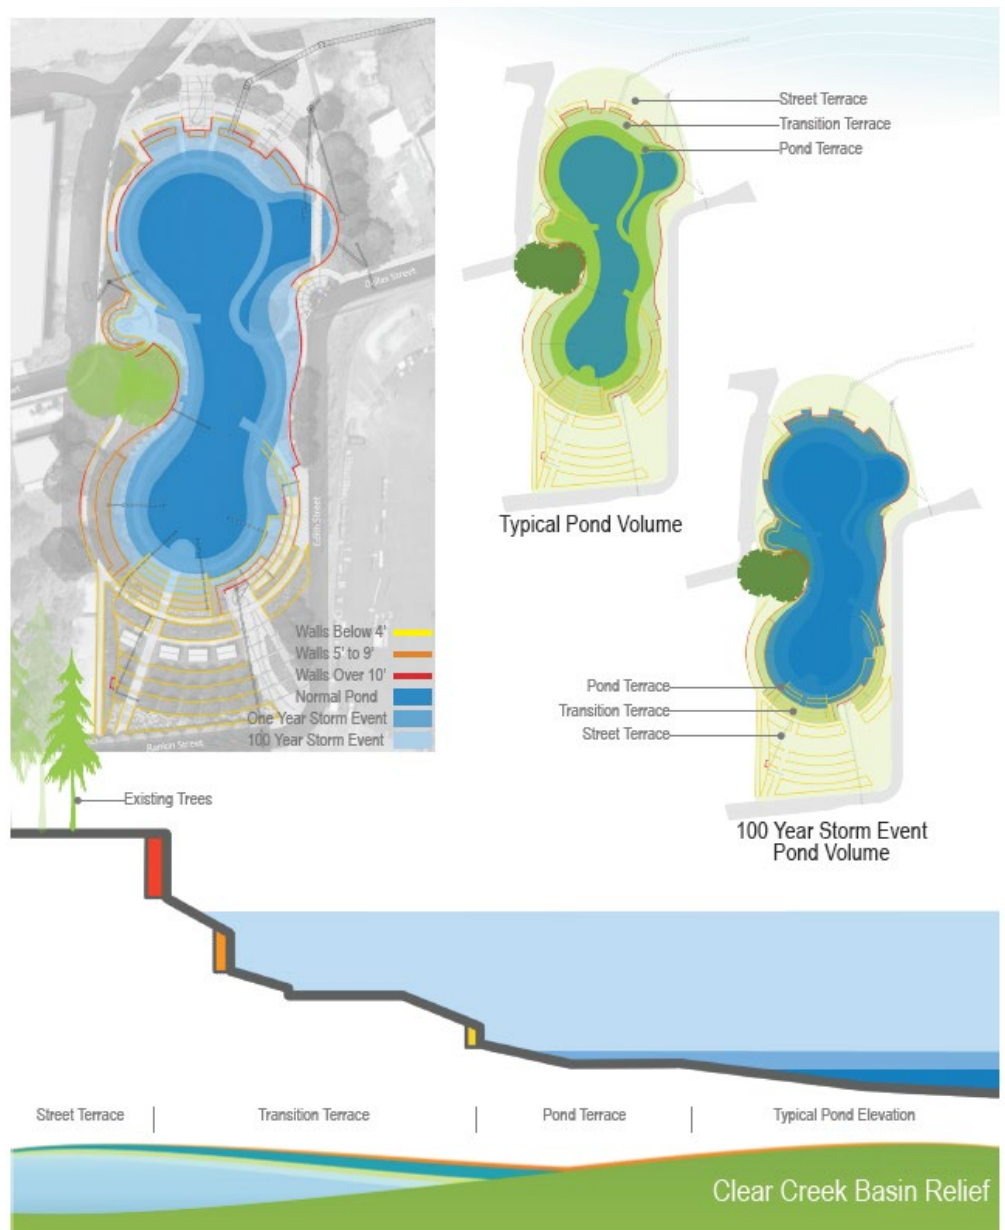 Street Terrace
Transition Terrace
Pond Terrace
Dallas Street
Typical Pond Volume
Edith Street
Walls Below 4'
Walls 5' to 9'
Walls Over 10'
Normal Pond
One Year Storm Event
100 Year Storm Event
Rankin Street
Pond Terrace
Transition Terrace
Street Terrace
100 Year Storm Event
Pond Volume
Existing Trees
Street Terrace | Transition Terrace | Pond Terrace | Typical Pond Elevation
Clear Creek Basin Relief